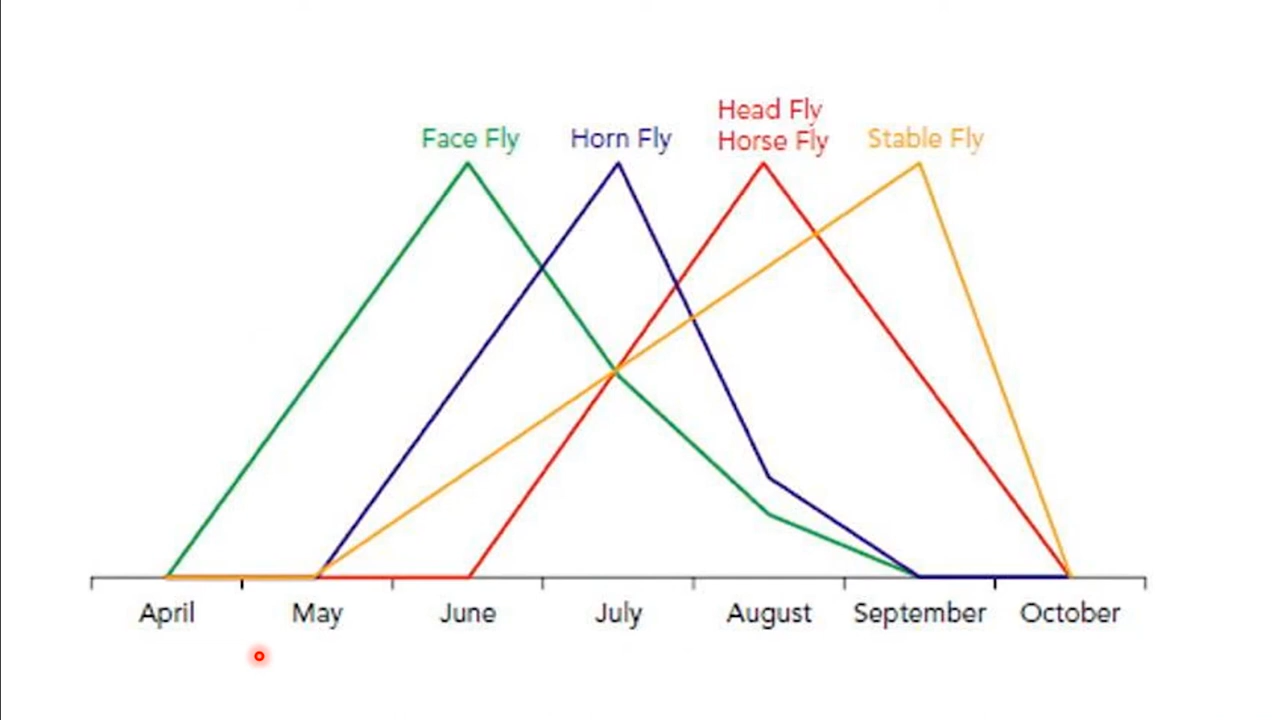 Face Fly
Horn Fly
Head Fly
Horse Fly
Stable Fly
April
May
June
July
August
September
October